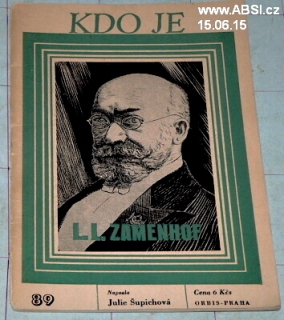 www.ABSI.cz
15.06.15
KDO JE
L.L. ZAMENHOF
89
Napsala
Julie Šupichová
Cena 6 Kčs
ORBIS-PRAHA